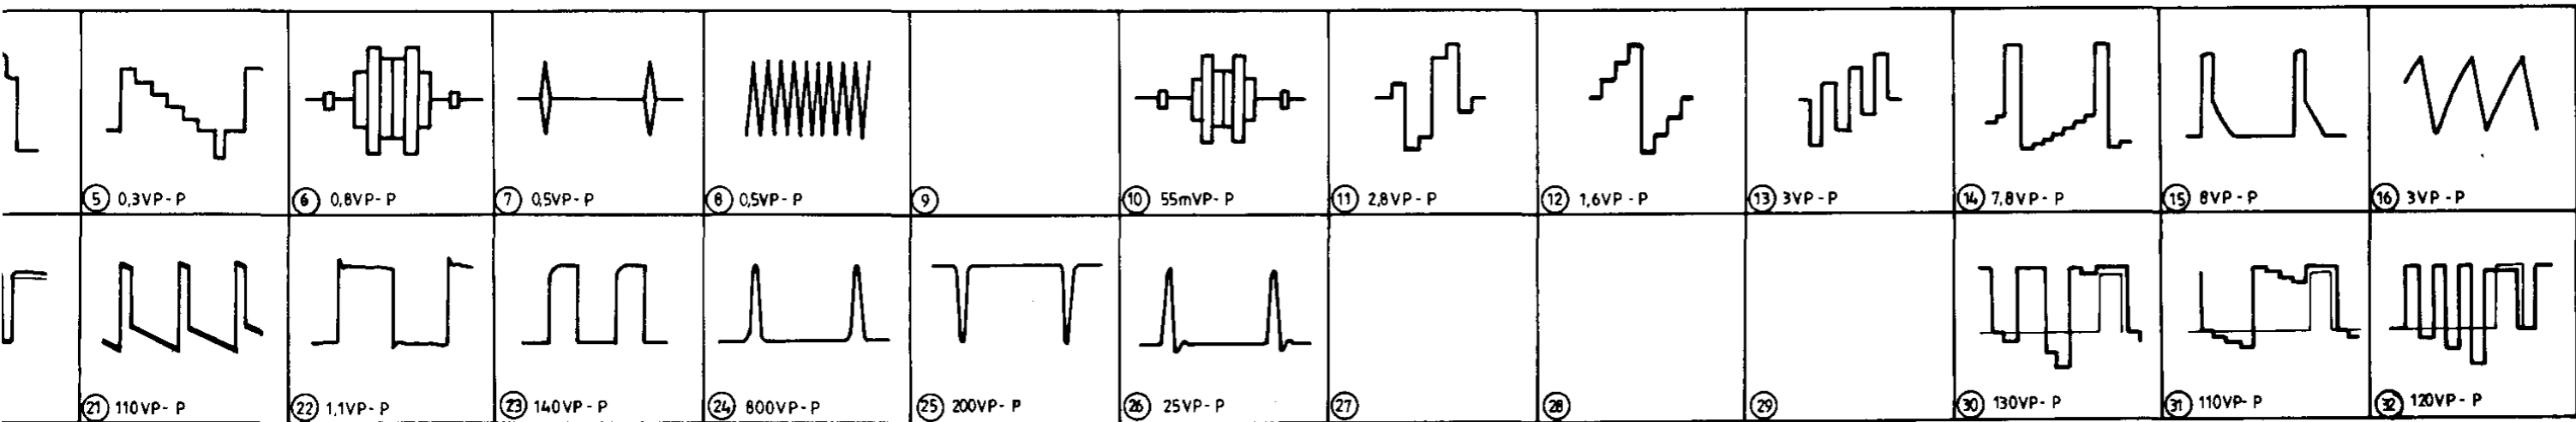 5 0,3VP-P
6 0,8VP-P
7 0,5VP-P
8 0,5VP-P
9
10 55mVP-P
11 2,8VP-P
12 1,6VP-P
13 3VP-P
14 7,8VP-P
15 8VP-P
16 3VP-P
21 110VP-P
22 1,1VP-P
23 140VP-P
24 800VP-P
25 200VP-P
26 25VP-P
27
28
29
30 130VP-P
31 110VP-P
32 120VP-P